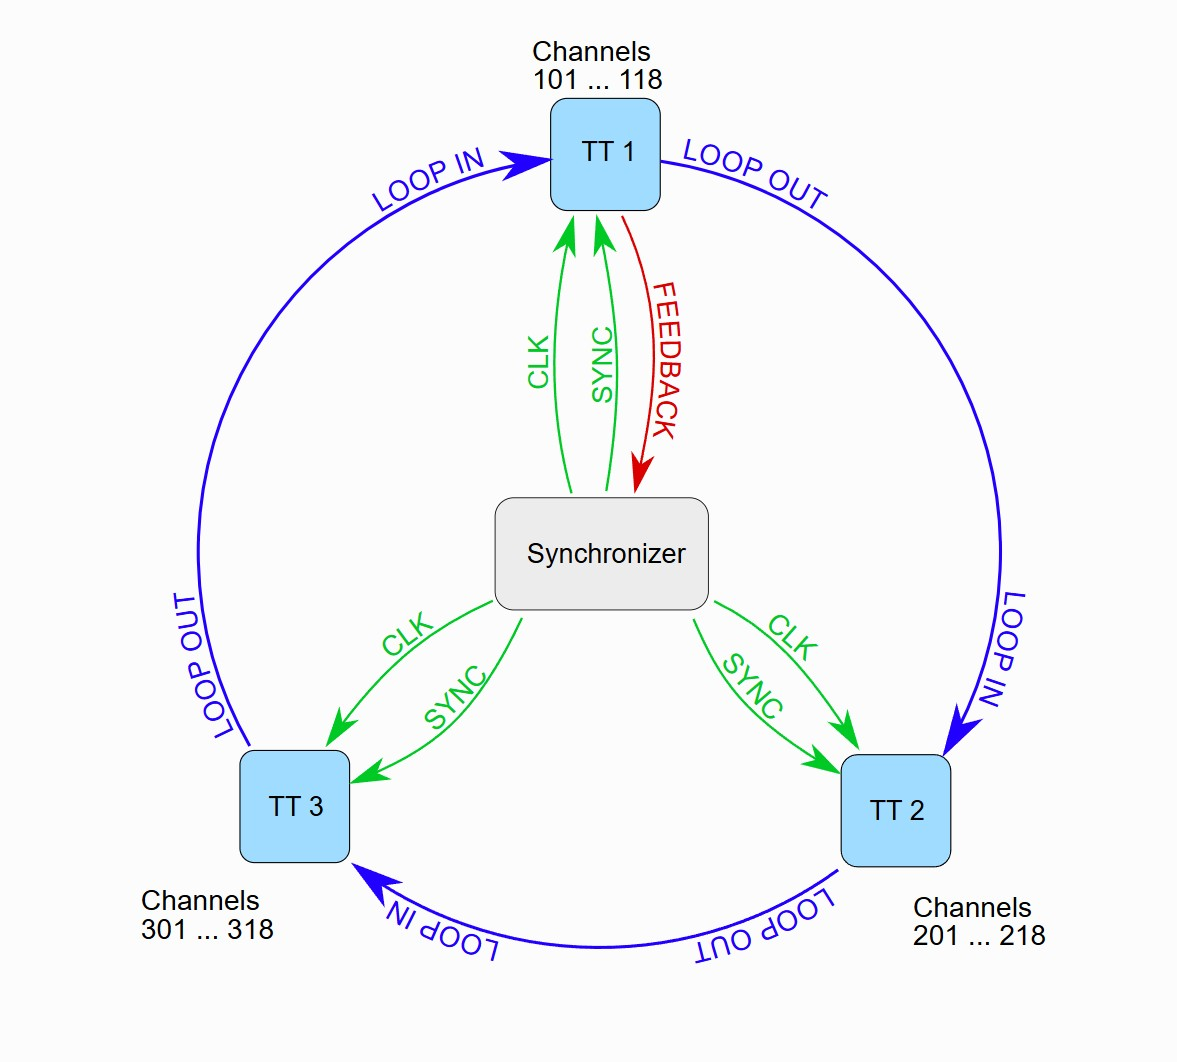 Channels
101 ... 118
TT 1
LOOP IN
LOOP OUT
CLK
SYNC
FEEDBACK
Synchronizer
LOOP OUT
CLK
SYNC
CLK
SYNC
LOOP IN
TT 3
TT 2
Channels
301 ... 318
LOOP IN
LOOP OUT
Channels
201 ... 218